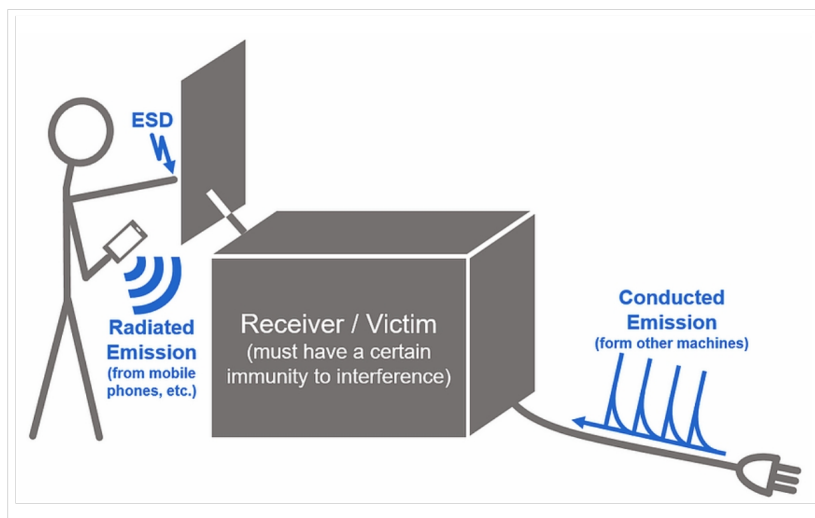 ESD
Radiated
Emission
(from mobile
phones, etc.)
Receiver / Victim
(must have a certain
immunity to interference)
Conducted
Emission
(form other machines)